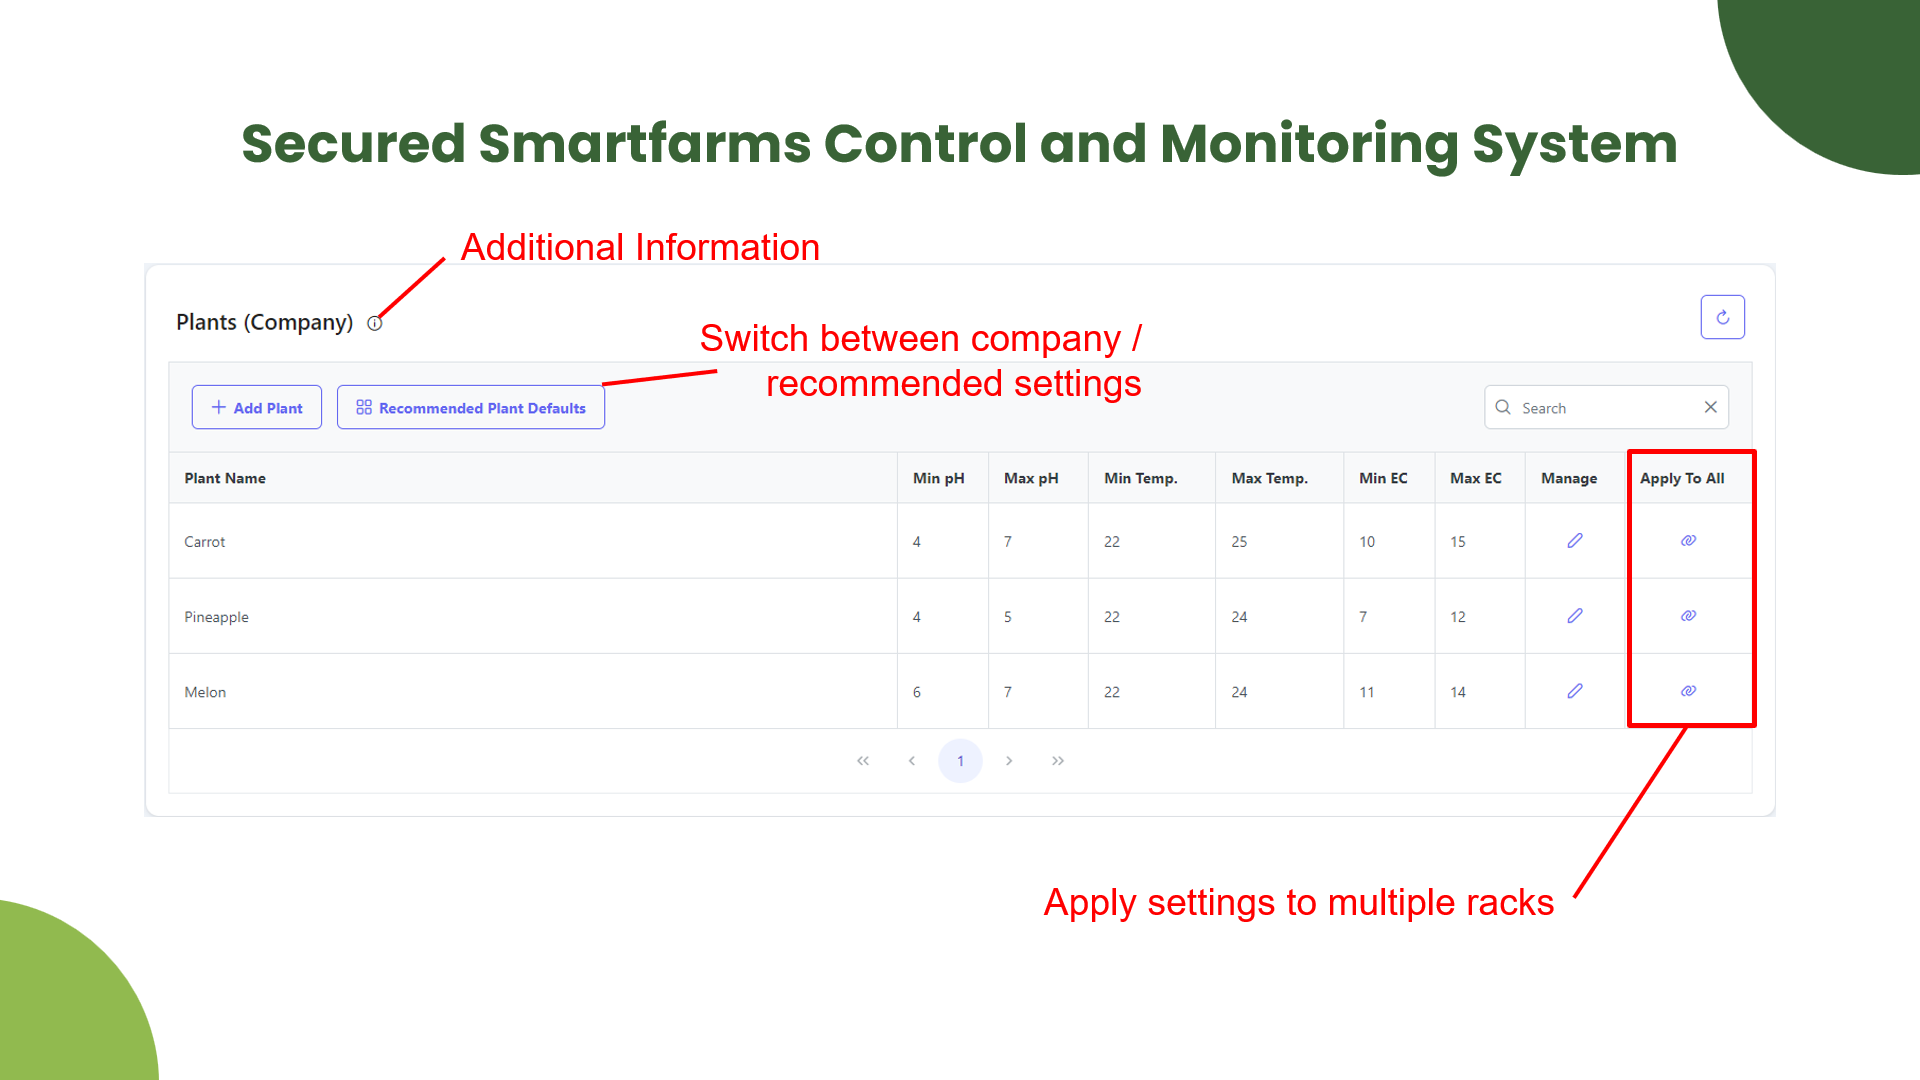 Secured Smartfarms Control and Monitoring System
Additional Information
Plants (Company)
Switch between company /
recommended settings
Add Plant
Recommended Plant Defaults
Search
Plant Name Min pH Max pH Min Temp. Max Temp. Min EC Max EC Manage Apply To All
Carrot 4 7 22 25 10 15
Pineapple 4 5 22 24 7 12
Melon 6 7 22 24 11 14
1
Apply settings to multiple racks